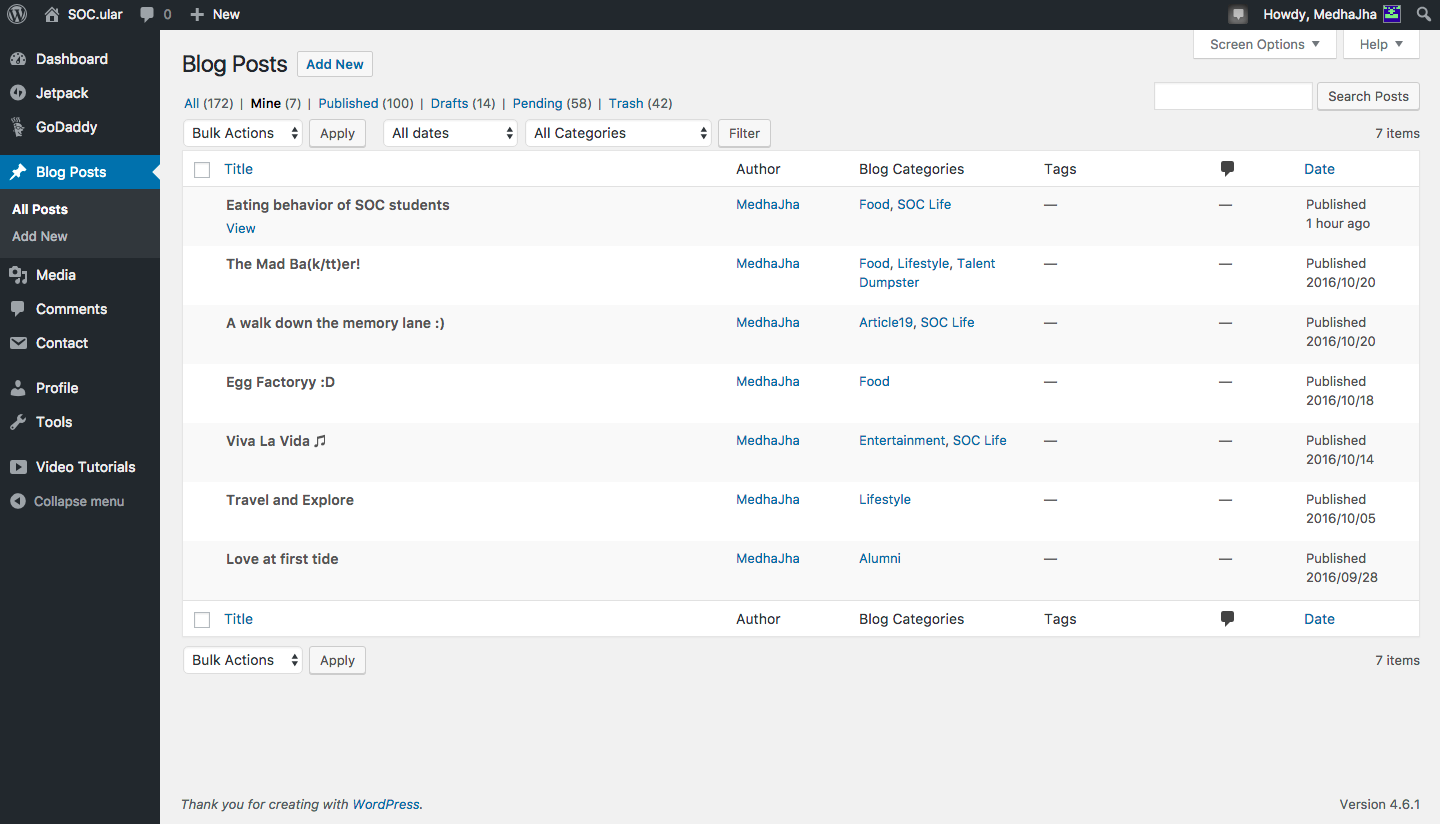 SOC.ular 0 New Howdy, MedhaJha
Dashboard
Jetpack
GoDaddy
Blog Posts
All Posts
Add New
Media
Comments
Contact
Profile
Tools
Video Tutorials
Collapse menu
Screen Options Help
Blog Posts Add New
All (172) | Mine (7) | Published (100) | Drafts (14) | Pending (58) | Trash (42)
Search Posts
Bulk Actions Apply All dates All Categories Filter 7 items
Title Author Blog Categories Tags Date
Eating behavior of SOC students MedhaJha Food, SOC Life — — Published
View 1 hour ago
The Mad Ba(k/tt)er! MedhaJha Food, Lifestyle, Talent — — Published
Dumpster 2016/10/20
A walk down the memory lane :) MedhaJha Article19, SOC Life — — Published
2016/10/20
Egg Factoryy :D MedhaJha Food — — Published
2016/10/18
Viva La Vida 🎵 MedhaJha Entertainment, SOC Life — — Published
2016/10/14
Travel and Explore MedhaJha Lifestyle — — Published
2016/10/05
Love at first tide MedhaJha Alumni — — Published
2016/09/28
Title Author Blog Categories Tags Date
Bulk Actions Apply 7 items
Thank you for creating with WordPress. Version 4.6.1